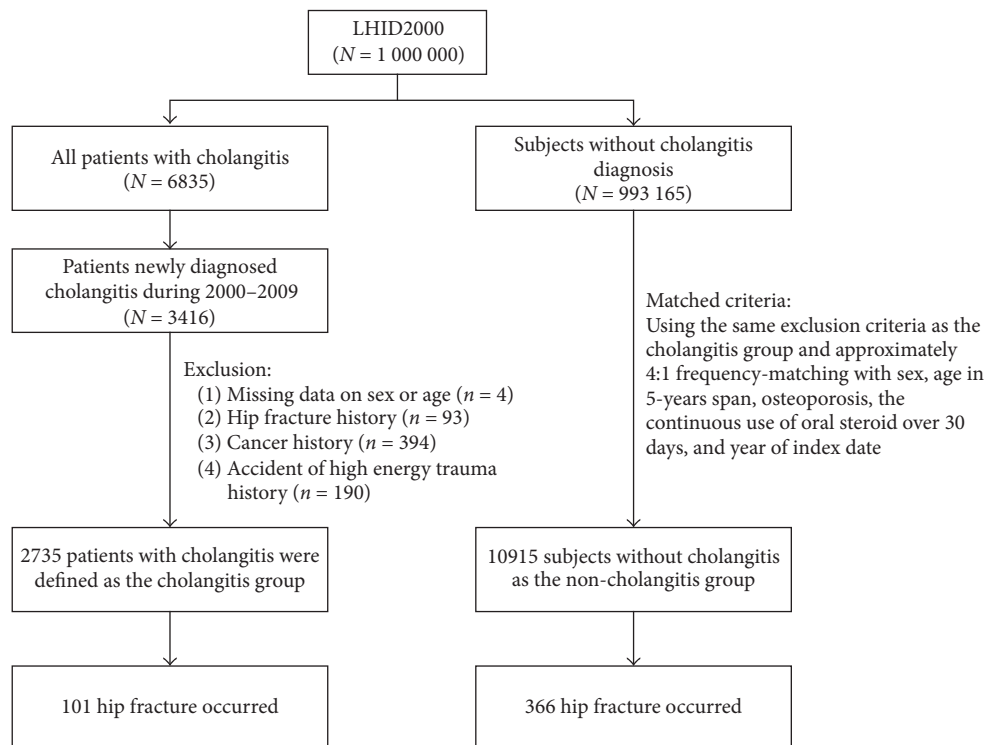 LHID2000
(N = 1 000 000)
All patients with cholangitis
(N = 6835)
Subjects without cholangitis
diagnosis
(N = 993 165)
Patients newly diagnosed
cholangitis during 2000–2009
(N = 3416)
Exclusion:
(1) Missing data on sex or age (n = 4)
(2) Hip fracture history (n = 93)
(3) Cancer history (n = 394)
(4) Accident of high energy trauma
history (n = 190)
Matched criteria:
Using the same exclusion criteria as the
cholangitis group and approximately
4:1 frequency-matching with sex, age in
5-years span, osteoporosis, the
continuous use of oral steroid over 30
days, and year of index date
2735 patients with cholangitis were
defined as the cholangitis group
10915 subjects without cholangitis
as the non-cholangitis group
101 hip fracture occurred
366 hip fracture occurred